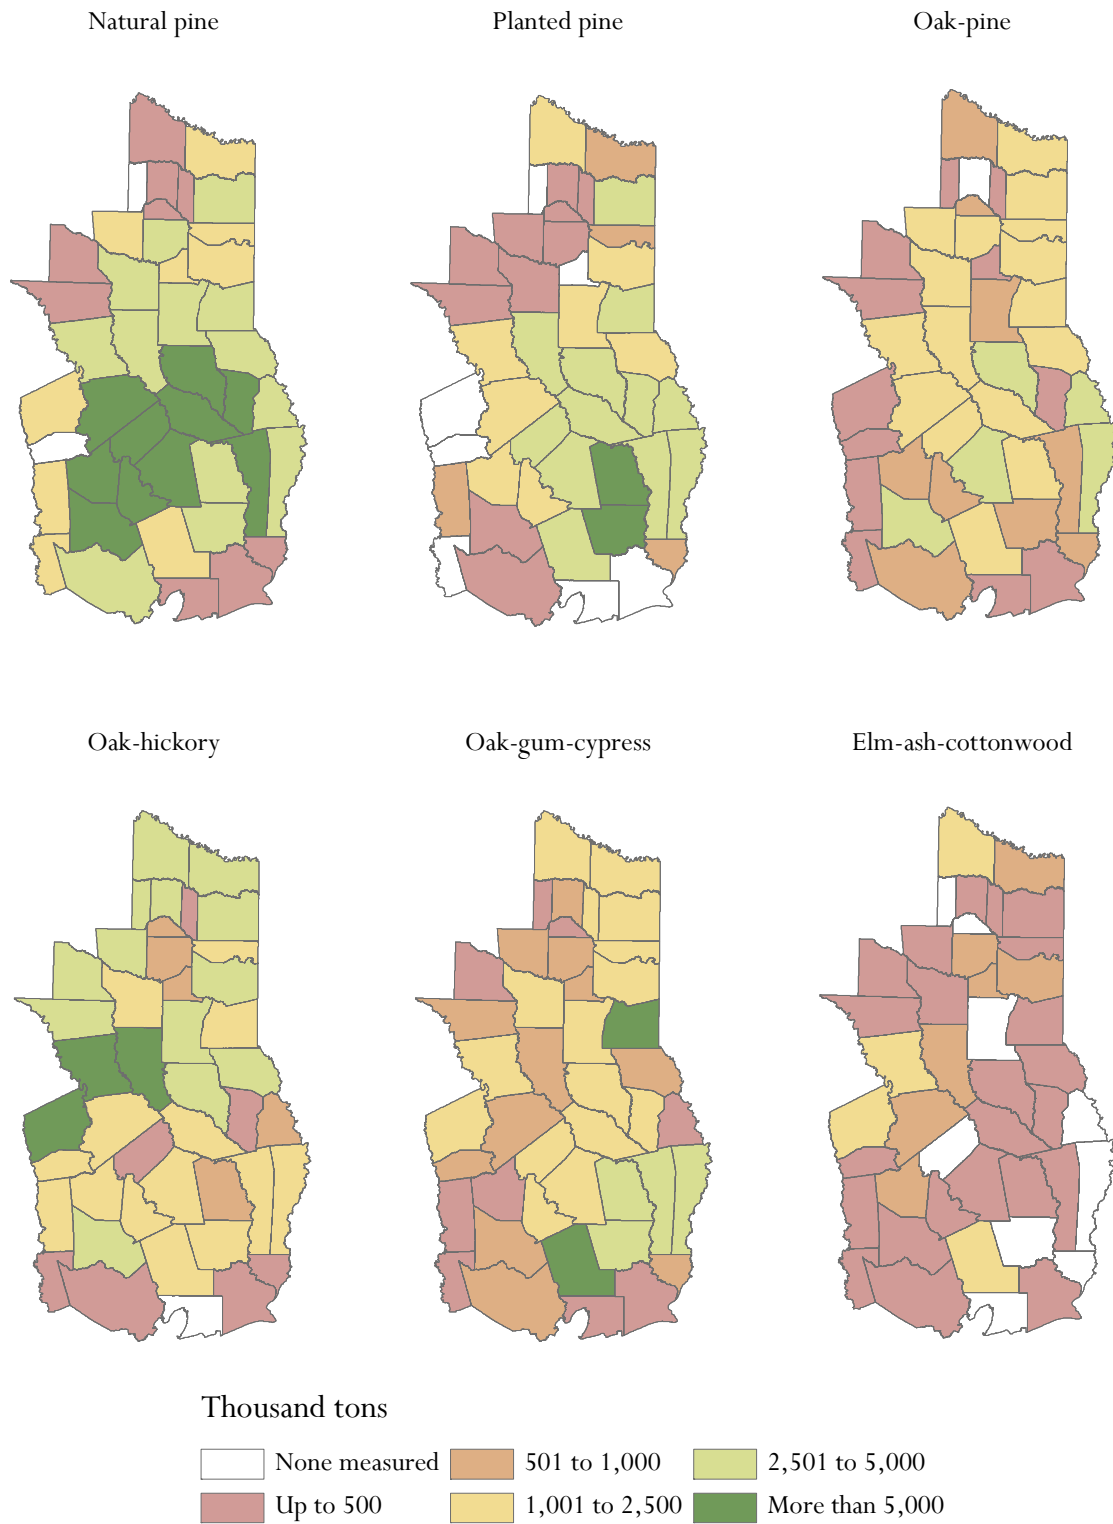 Natural pine
Planted pine
Oak-pine
Oak-hickory
Oak-gum-cypress
Elm-ash-cottonwood
Thousand tons
None measured
501 to 1,000
2,501 to 5,000
Up to 500
1,001 to 2,500
More than 5,000